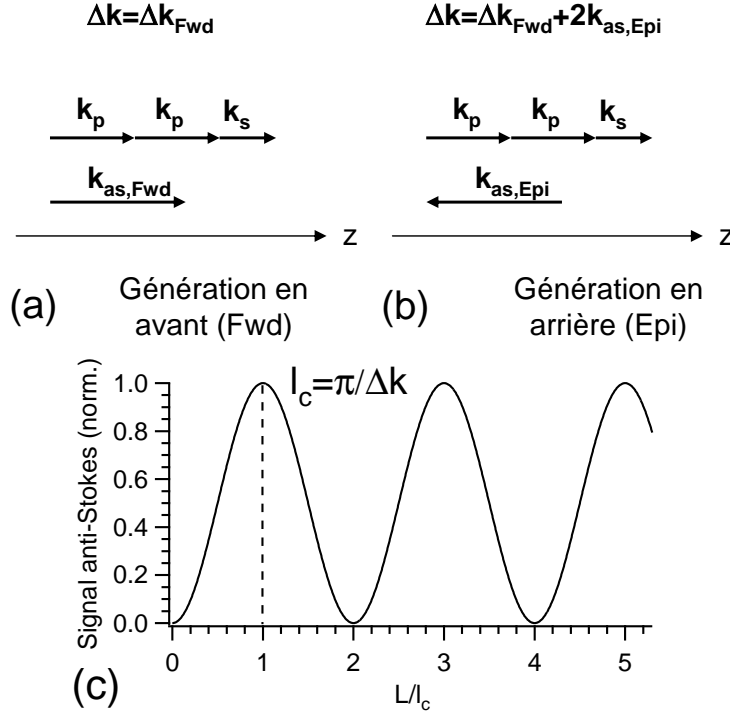 Δk=Δk_Fwd
k_p k_p k_s
k_as,Fwd
z
(a)
Génération en
avant (Fwd)
Δk=Δk_Fwd+2k_as,Epi
k_p k_p k_s
k_as,Epi
z
(b)
Génération en
arrière (Epi)
l_c=π/Δk
Signal anti-Stokes (norm.)
1.0
0.8
0.6
0.4
0.2
0.0
0 1 2 3 4 5
L/l_c
(c)